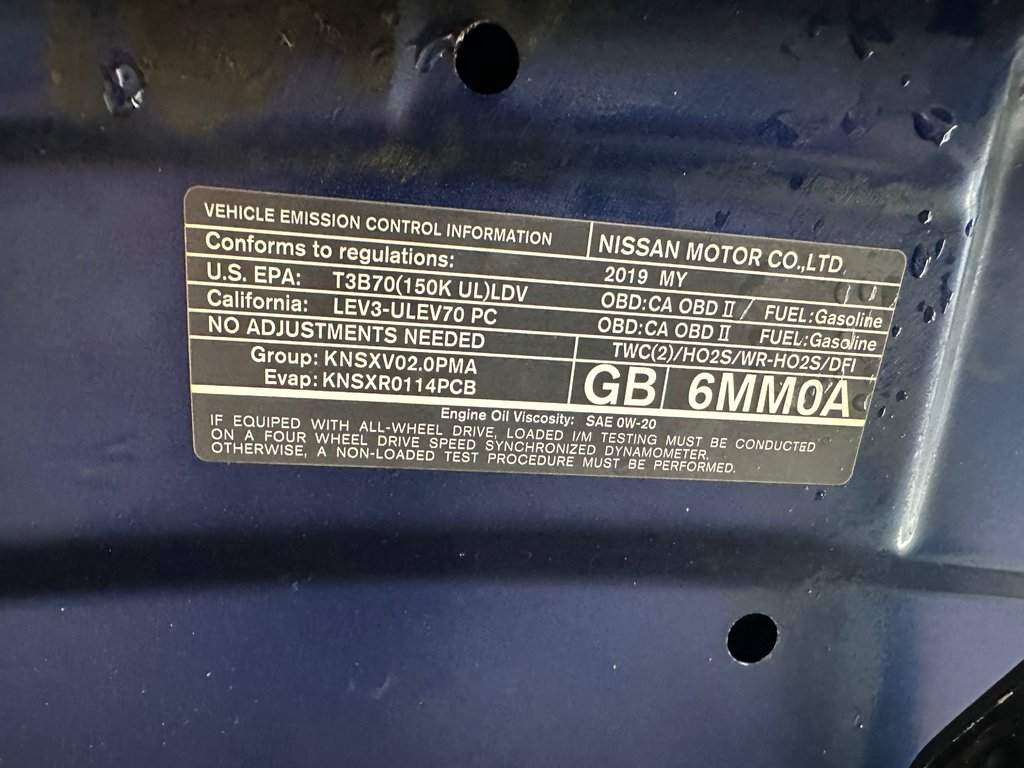 VEHICLE EMISSION CONTROL INFORMATION
NISSAN MOTOR CO.,LTD.
Conforms to regulations:
2019 MY
U.S. EPA: T3B70(150K UL)LDV
OBD:CA OBD II / FUEL:Gasoline
California: LEV3-ULEV70 PC
OBD:CA OBD II FUEL:Gasoline
NO ADJUSTMENTS NEEDED
TWC(2)/HO2S/WR-HO2S/DFI
Group: KNSXV02.0PMA
Evap: KNSXR0114PCB
GB 6MM0A
Engine Oil Viscosity: SAE 0W-20
IF EQUIPED WITH ALL-WHEEL DRIVE, LOADED I/M TESTING MUST BE CONDUCTED
ON A FOUR WHEEL DRIVE SPEED SYNCHRONIZED DYNAMOMETER.
OTHERWISE, A NON-LOADED TEST PROCEDURE MUST BE PERFORMED.